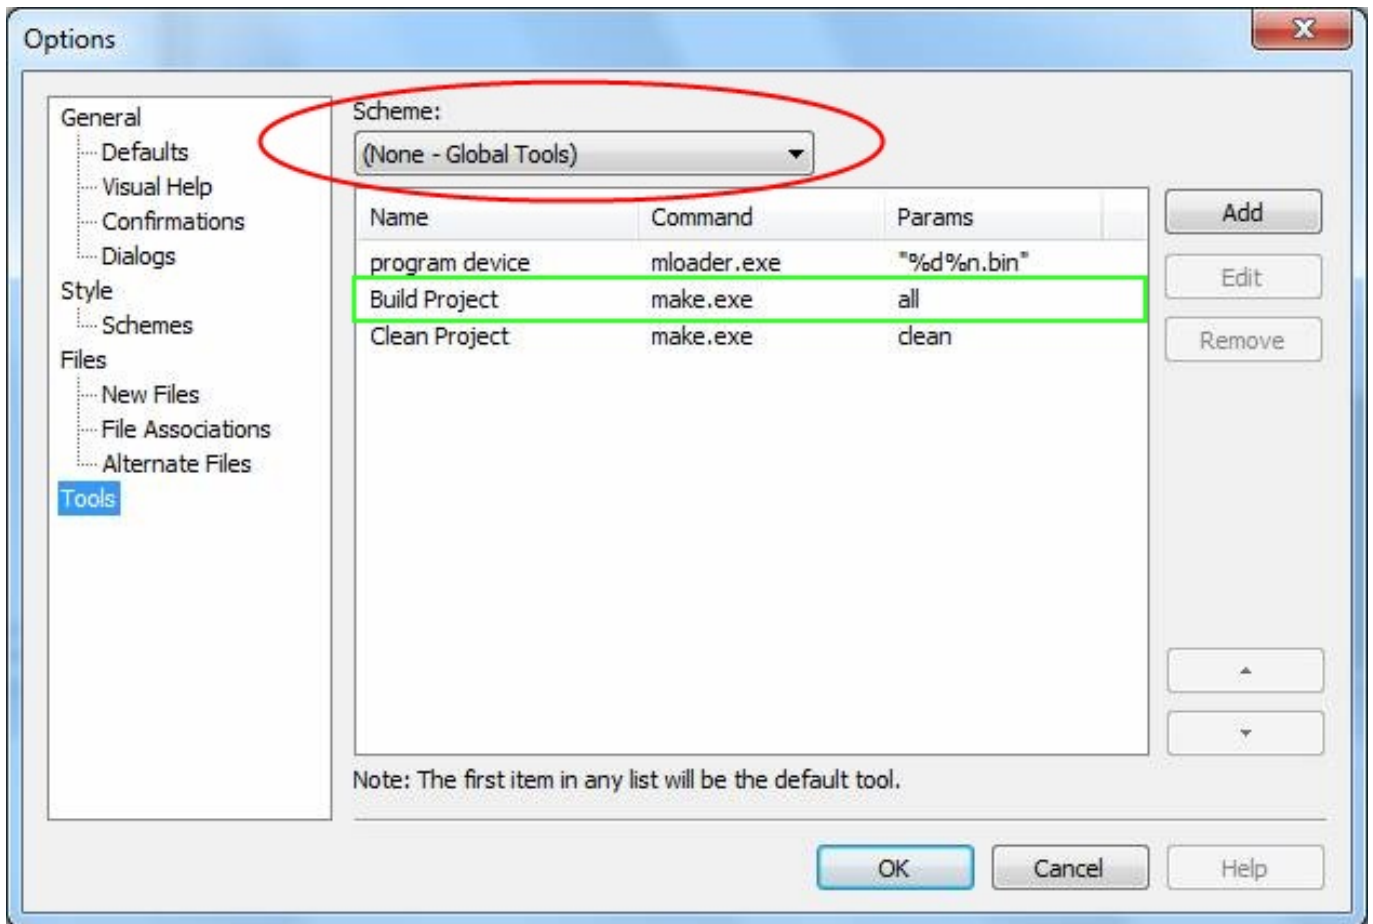 Options
General
Defaults
Visual Help
Confirmations
Dialogs
Style
Schemes
Files
New Files
File Associations
Alternate Files
Tools
Scheme:
(None - Global Tools)
Name Command Params
program device mloader.exe "%d%n.bin"
Build Project make.exe all
Clean Project make.exe clean
Add
Edit
Remove
Note: The first item in any list will be the default tool.
OK Cancel Help